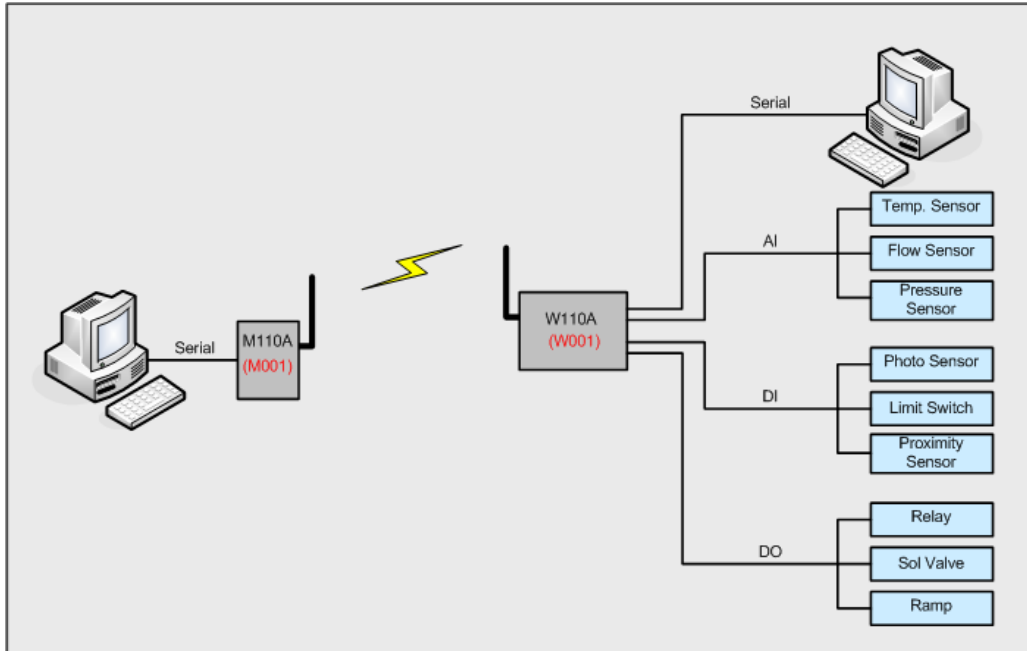 Serial
Temp. Sensor
AI
Flow Sensor
Pressure
Sensor
W110A
(W001)
M110A
(M001)
Serial
Photo Sensor
DI
Limit Switch
Proximity
Sensor
Relay
DO
Sol Valve
Ramp